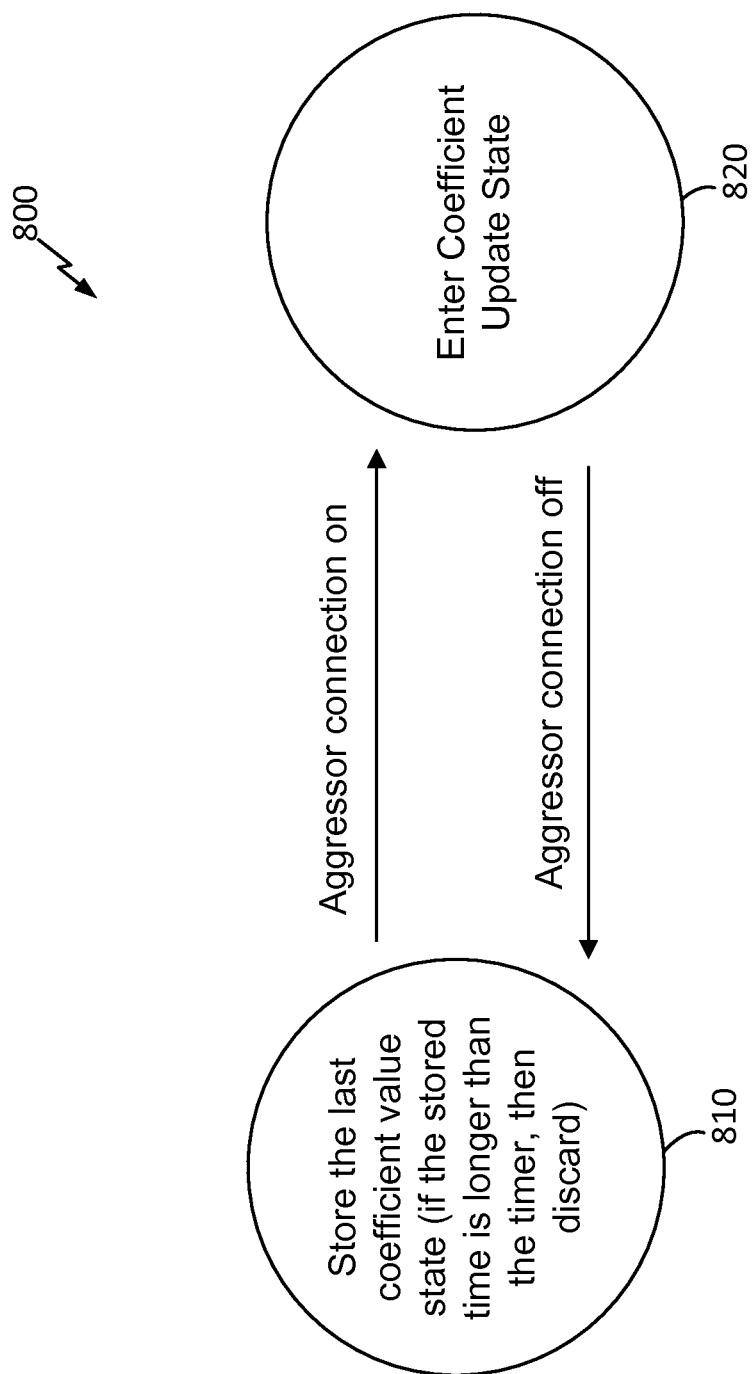 800
Store the last
coefficient value
state (if the stored
time is longer than
the timer, then
discard)
810
Aggressor connection on
Aggressor connection off
Enter Coefficient
Update State
820